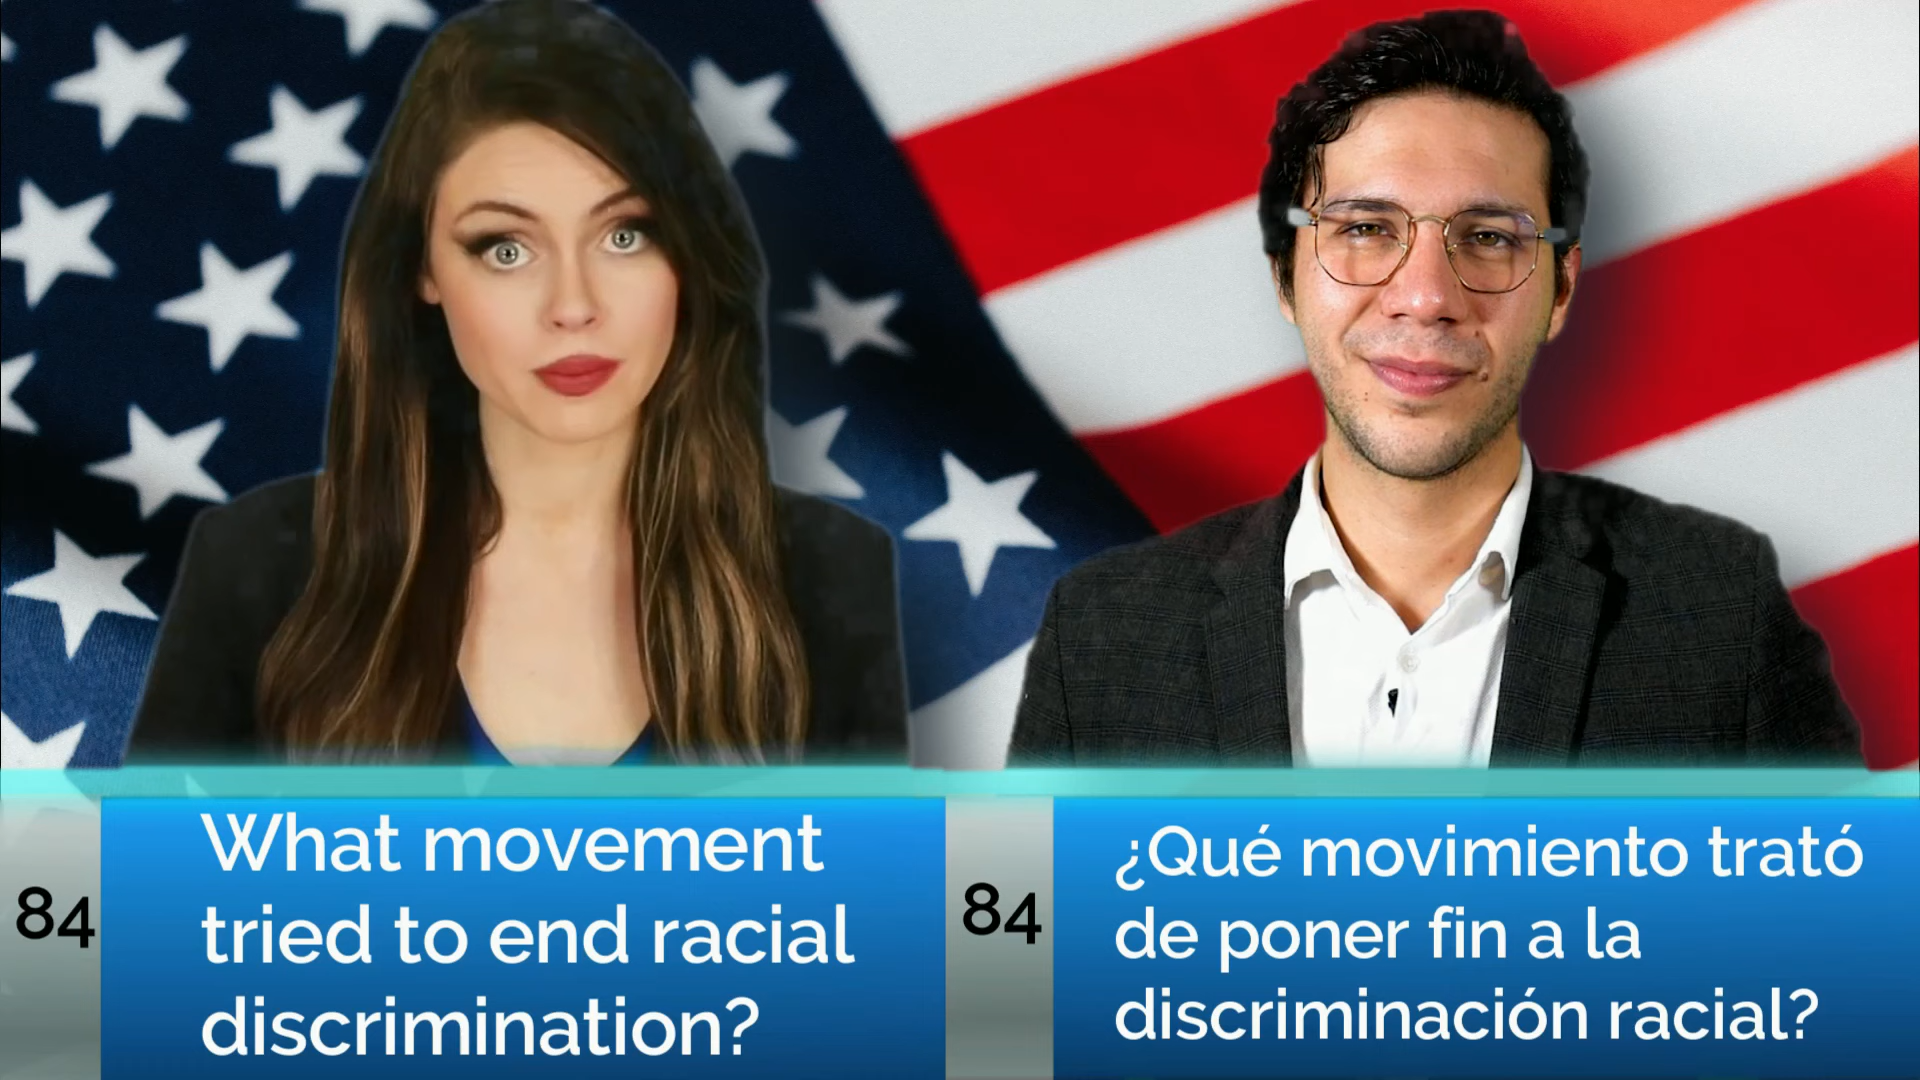 84
What movement
tried to end racial
discrimination?
84
¿Qué movimiento trató
de poner fin a la
discriminación racial?